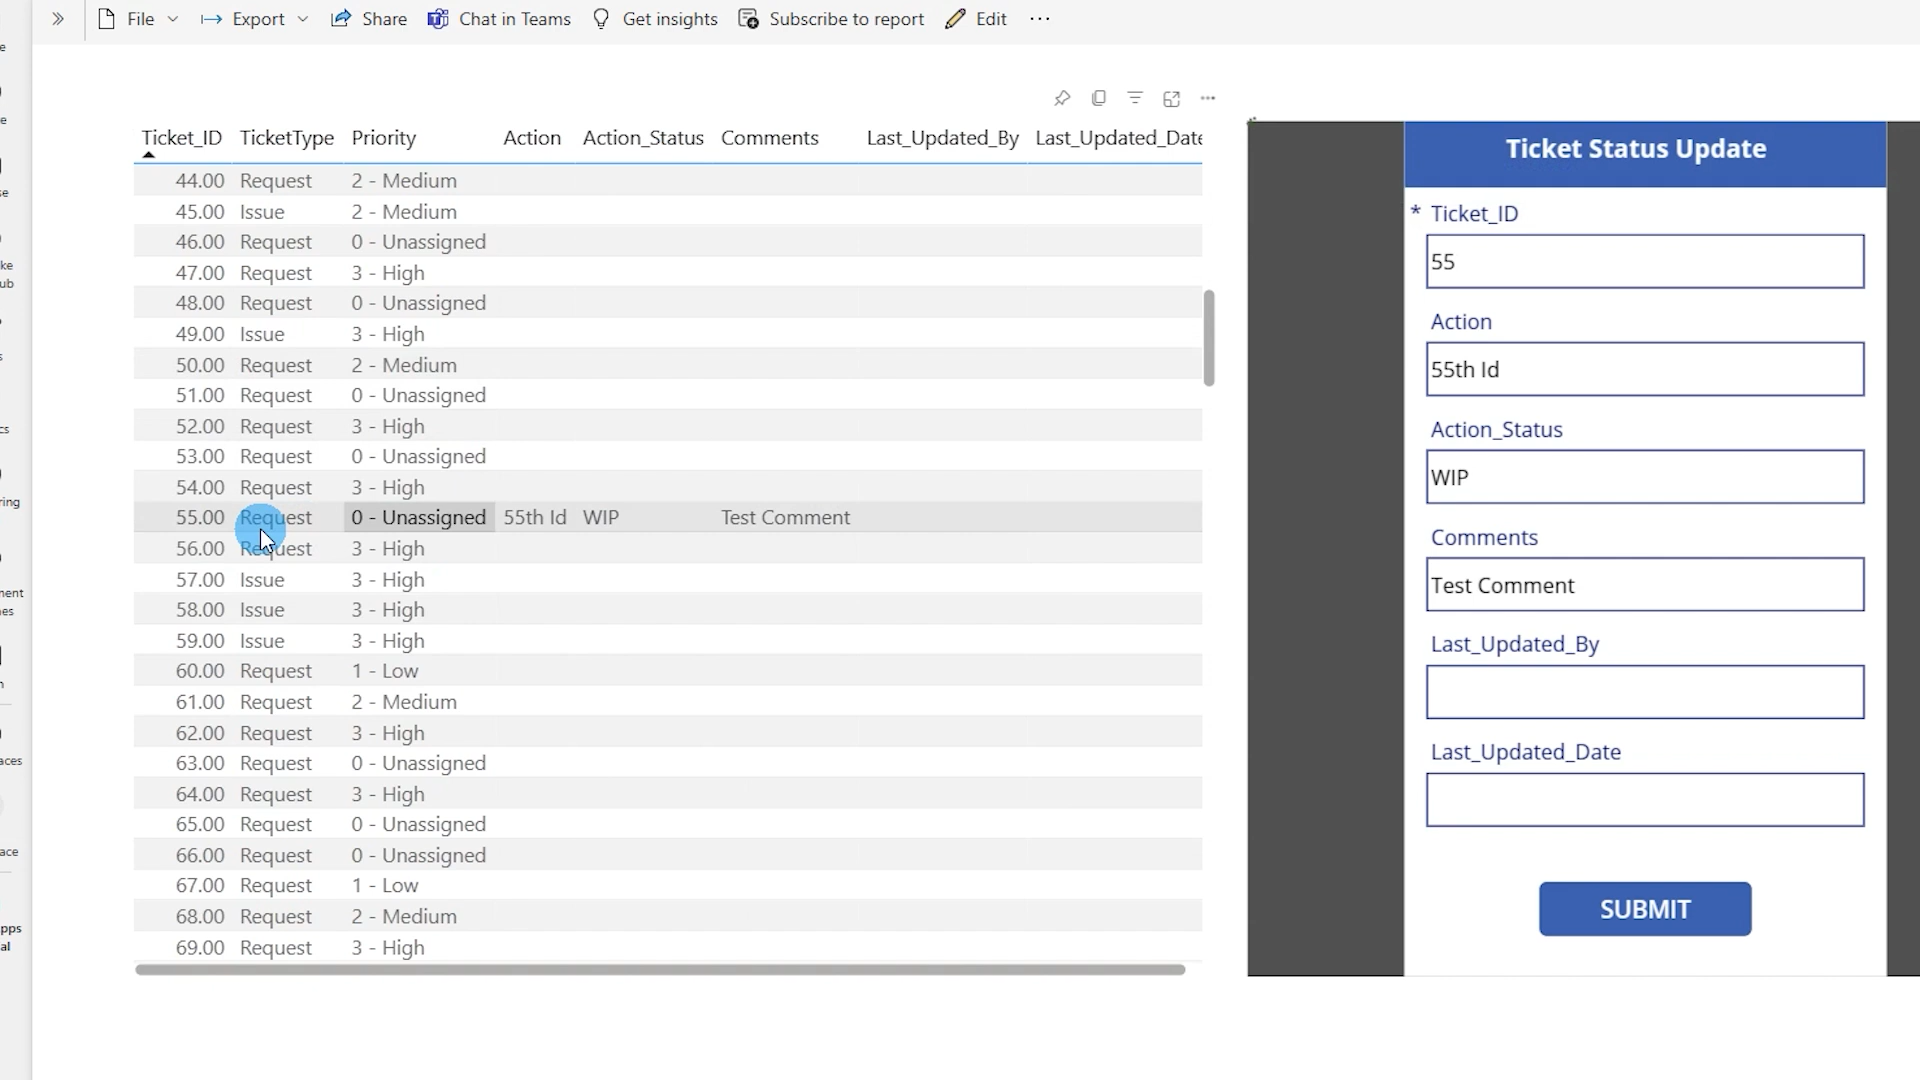 File Export Share Chat in Teams Get insights Subscribe to report Edit
Ticket_ID TicketType Priority Action Action_Status Comments Last_Updated_By Last_Updated_Date
44.00 Request 2 - Medium
45.00 Issue 2 - Medium
46.00 Request 0 - Unassigned
47.00 Request 3 - High
48.00 Request 0 - Unassigned
49.00 Issue 3 - High
50.00 Request 2 - Medium
51.00 Request 0 - Unassigned
52.00 Request 3 - High
53.00 Request 0 - Unassigned
54.00 Request 3 - High
55.00 Request 0 - Unassigned 55th Id WIP Test Comment
56.00 Request 3 - High
57.00 Issue 3 - High
58.00 Issue 3 - High
59.00 Issue 3 - High
60.00 Request 1 - Low
61.00 Request 2 - Medium
62.00 Request 3 - High
63.00 Request 0 - Unassigned
64.00 Request 3 - High
65.00 Request 0 - Unassigned
66.00 Request 0 - Unassigned
67.00 Request 1 - Low
68.00 Request 2 - Medium
69.00 Request 3 - High
Ticket Status Update
* Ticket_ID
55
Action
55th Id
Action_Status
WIP
Comments
Test Comment
Last_Updated_By
Last_Updated_Date
SUBMIT